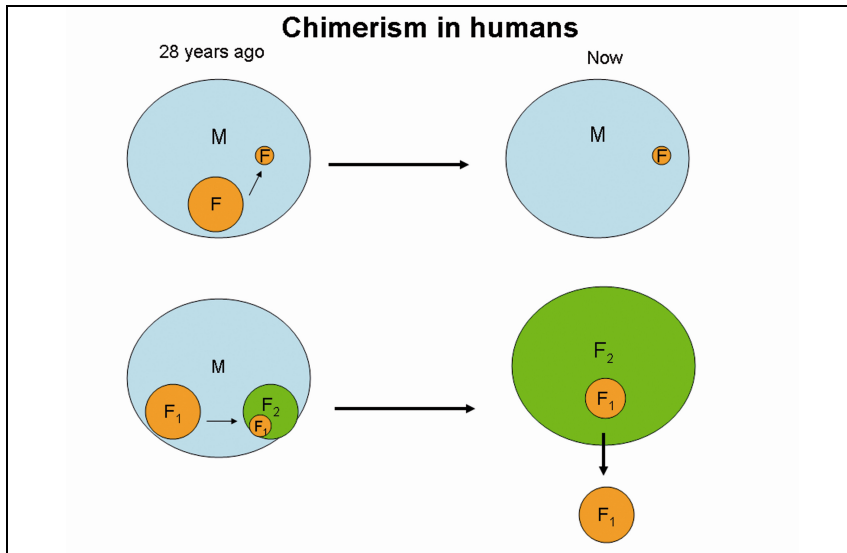 Chimerism in humans
28 years ago
Now
M
F
F
M
F
M
F₁
F₂
F₁
F₂
F₁
F₁